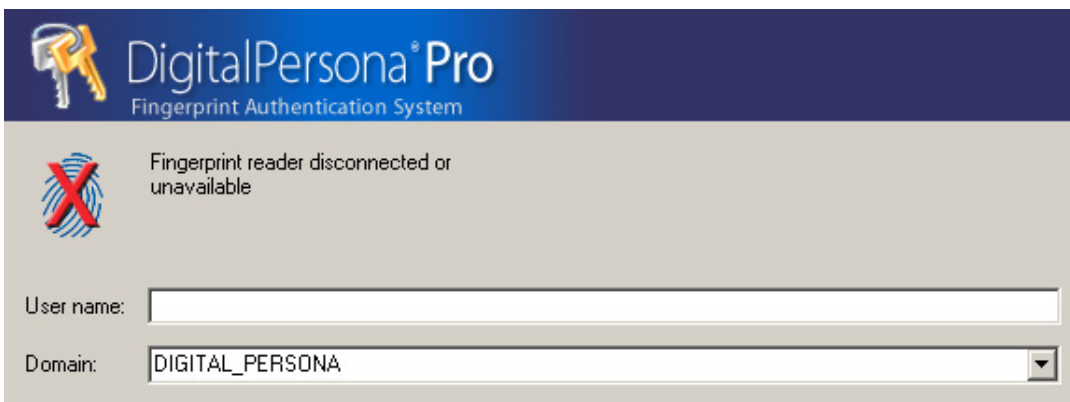 DigitalPersona® Pro
Fingerprint Authentication System
Fingerprint reader disconnected or
unavailable
User name:
Domain: DIGITAL_PERSONA